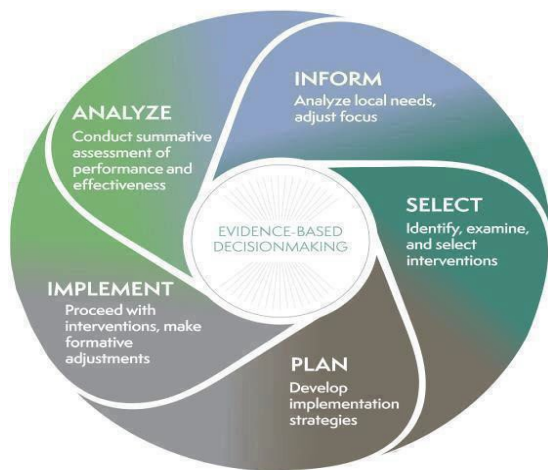 INFORM
Analyze local needs,
adjust focus
SELECT
Identify, examine,
and select
interventions
PLAN
Develop
implementation
strategies
IMPLEMENT
Proceed with
interventions, make
formative
adjustments
ANALYZE
Conduct summative
assessment of
performance and
effectiveness
EVIDENCE-BASED
DECISIONMAKING